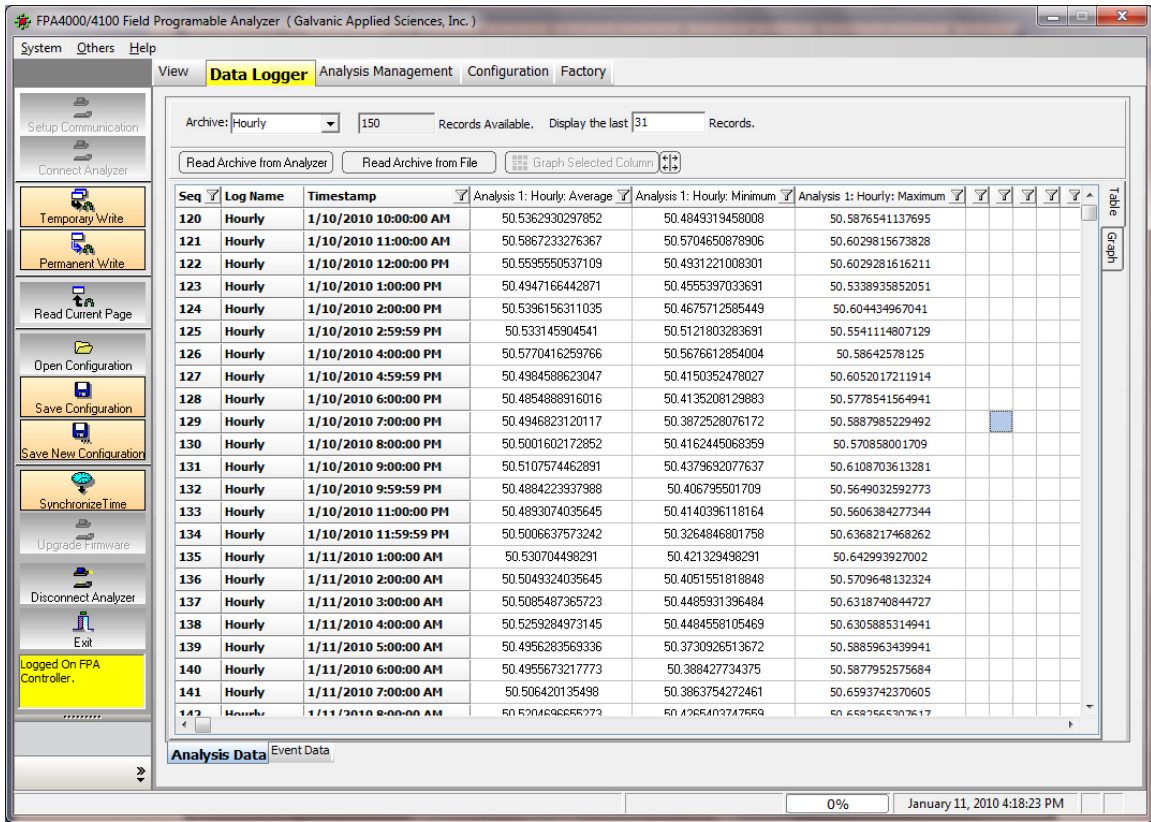 FPA4000/4100 Field Programable Analyzer ( Galvanic Applied Sciences, Inc. )
System Others Help
View Data Logger Analysis Management Configuration Factory
Setup Communication
Connect Analyzer
Temporary Write
Permanent Write
Read Current Page
Open Configuration
Save Configuration
Save New Configuration
SynchronizeTime
Upgrade Firmware
Disconnect Analyzer
Exit
Logged On FPA
Controller.
Archive: Hourly 150 Records Available. Display the last 31 Records.
Read Archive from Analyzer Read Archive from File Graph Selected Column
Seq Log Name Timestamp Analysis 1: Hourly: Average Analysis 1: Hourly: Minimum Analysis 1: Hourly: Maximum
120 Hourly 1/10/2010 10:00:00 AM 50.5362930297852 50.4849319458008 50.5876541137695
121 Hourly 1/10/2010 11:00:00 AM 50.5867233276367 50.5704650878906 50.6029815673828
122 Hourly 1/10/2010 12:00:00 PM 50.5595550537109 50.4931221008301 50.6029281616211
123 Hourly 1/10/2010 1:00:00 PM 50.4947166442871 50.4555397033691 50.5338935852051
124 Hourly 1/10/2010 2:00:00 PM 50.5396156311035 50.4675712585449 50.604434967041
125 Hourly 1/10/2010 2:59:59 PM 50.533145904541 50.5121803283691 50.5541114807129
126 Hourly 1/10/2010 4:00:00 PM 50.5770416259766 50.5676612854004 50.58642578125
127 Hourly 1/10/2010 4:59:59 PM 50.4984588623047 50.4150352478027 50.6052017211914
128 Hourly 1/10/2010 6:00:00 PM 50.4854888916016 50.4135208129883 50.5778541564941
129 Hourly 1/10/2010 7:00:00 PM 50.4946823120117 50.3872528076172 50.5887985229492
130 Hourly 1/10/2010 8:00:00 PM 50.5001602172852 50.4162445068359 50.570858001709
131 Hourly 1/10/2010 9:00:00 PM 50.5107574462891 50.4379692077637 50.6108703613281
132 Hourly 1/10/2010 9:59:59 PM 50.4884223937988 50.406795501709 50.5649032592773
133 Hourly 1/10/2010 11:00:00 PM 50.4893074035645 50.4140396118164 50.5606384277344
134 Hourly 1/10/2010 11:59:59 PM 50.5006637573242 50.3264846801758 50.6368217468262
135 Hourly 1/11/2010 1:00:00 AM 50.530704498291 50.421329498291 50.642993927002
136 Hourly 1/11/2010 2:00:00 AM 50.5049324035645 50.4051551818848 50.5709648132324
137 Hourly 1/11/2010 3:00:00 AM 50.5085487365723 50.4485931396484 50.6318740844727
138 Hourly 1/11/2010 4:00:00 AM 50.5259284973145 50.4484558105469 50.6305885314941
139 Hourly 1/11/2010 5:00:00 AM 50.4956283569336 50.3730926513672 50.5885963439941
140 Hourly 1/11/2010 6:00:00 AM 50.4955673217773 50.388427734375 50.5877952575684
141 Hourly 1/11/2010 7:00:00 AM 50.506420135498 50.3863754272461 50.6593742370605
142 Hourly 1/11/2010 8:00:00 AM 50.5204696655273 50.4265403747559 50.6582565307617
Table
Graph
Analysis Data Event Data
0% January 11, 2010 4:18:23 PM